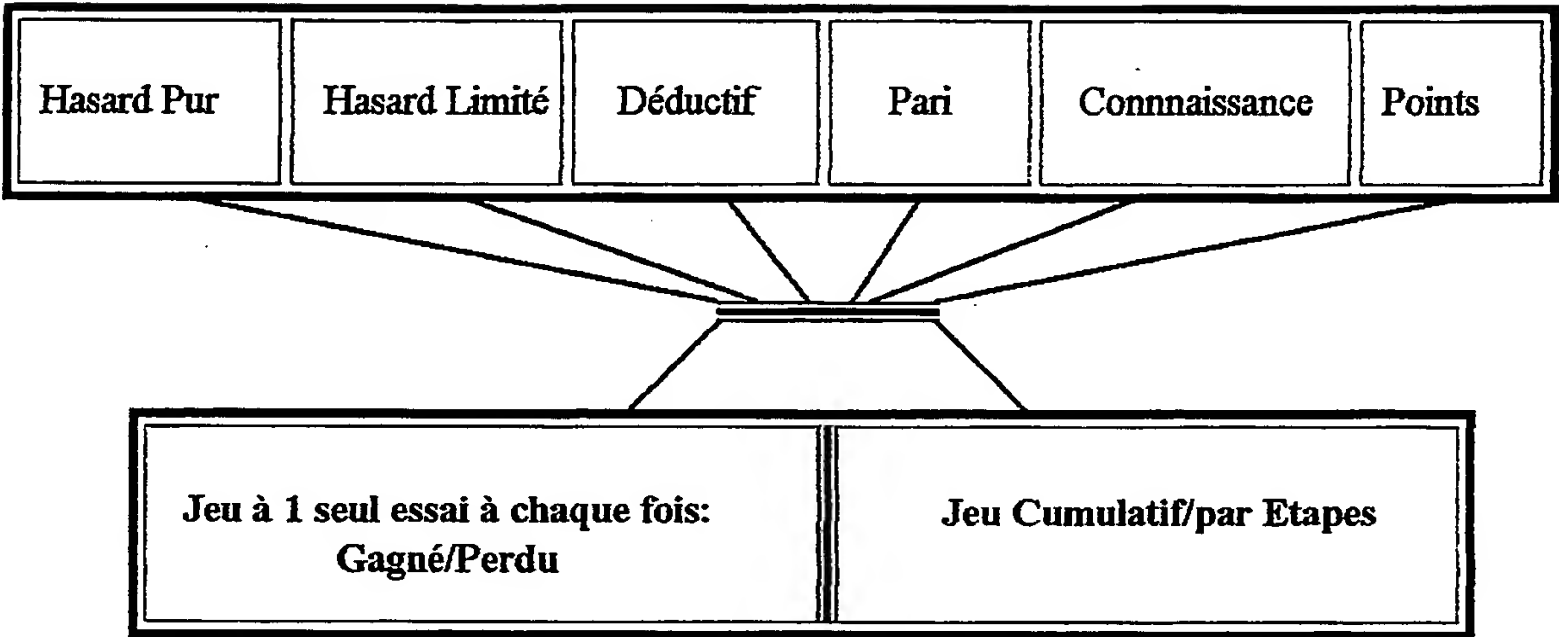 Hasard Pur Hasard Limité Déductif Pari Connnaissance Points
Jeu à 1 seul essai à chaque fois:
Gagné/Perdu
Jeu Cumulatif/par Etapes